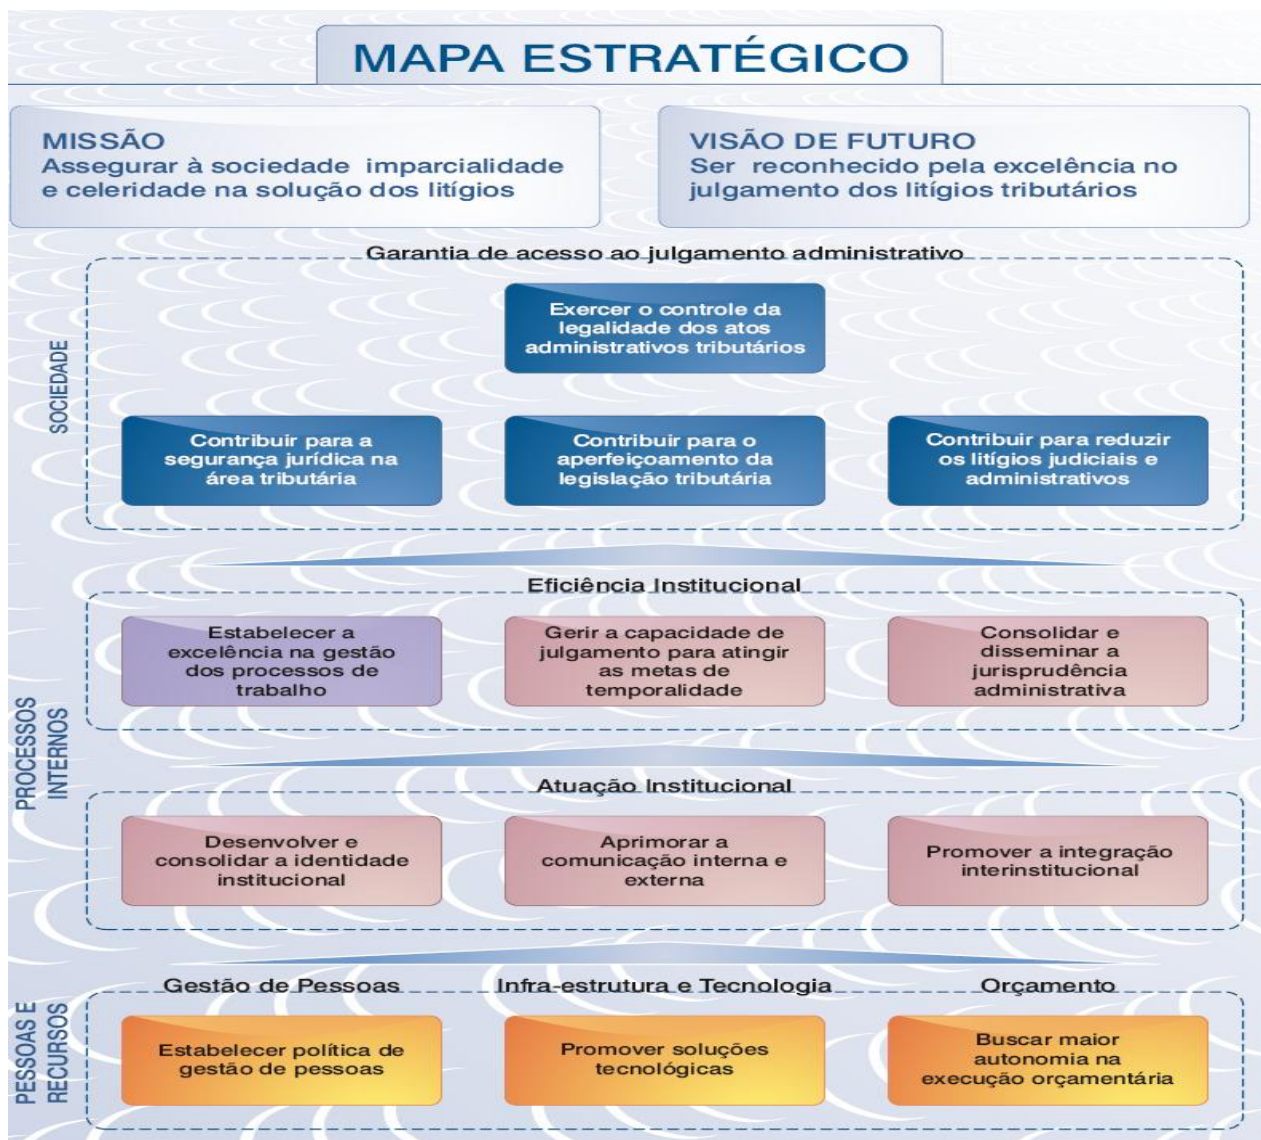 MAPA ESTRATÉGICO
MISSÃO
Assegurar à sociedade imparcialidade
e celeridade na solução dos litígios
VISÃO DE FUTURO
Ser reconhecido pela excelência no
julgamento dos litígios tributários
SOCIEDADE
Garantia de acesso ao julgamento administrativo
Exercer o controle da
legalidade dos atos
administrativos tributários
Contribuir para a
segurança jurídica na
área tributária
Contribuir para o
aperfeiçoamento da
legislação tributária
Contribuir para reduzir
os litígios judiciais e
administrativos
PROCESSOS
INTERNOS
Eficiência Institucional
Estabelecer a
excelência na gestão
dos processos de
trabalho
Gerir a capacidade de
julgamento para atingir
as metas de
temporalidade
Consolidar e
disseminar a
jurisprudência
administrativa
Atuação Institucional
Desenvolver e
consolidar a identidade
institucional
Aprimorar a
comunicação interna e
externa
Promover a integração
interinstitucional
PESSOAS E
RECURSOS
Gestão de Pessoas
Estabelecer política de
gestão de pessoas
Infra-estrutura e Tecnologia
Promover soluções
tecnológicas
Orçamento
Buscar maior
autonomia na
execução orçamentária